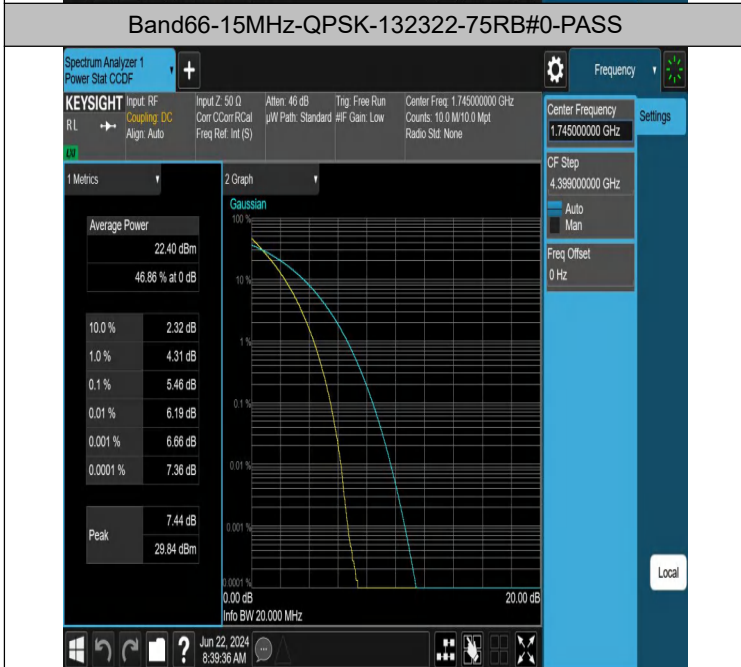 Band66-15MHz-QPSK-132322-75RB#0-PASS
Spectrum Analyzer 1
Power Stat CCDF
+
Frequency
KEYSIGHT
RL
Input: RF
Coupling: DC
Align: Auto
Input Z: 50 Ω
Corr CCorr RCal
Freq Ref: Int (S)
Atten: 46 dB
µW Path: Standard
Trig: Free Run
#IF Gain: Low
Center Freq: 1.745000000 GHz
Counts: 10.0 M/10.0 Mpt
Radio Std: None
Center Frequency
1.745000000 GHz
Settings
CF Step
4.399000000 GHz
Auto
Man
Freq Offset
0 Hz
1 Metrics
Average Power
22.40 dBm
46.86 % at 0 dB
10.0 % 2.32 dB
1.0 % 4.31 dB
0.1 % 5.46 dB
0.01 % 6.19 dB
0.001 % 6.66 dB
0.0001 % 7.36 dB
Peak
7.44 dB
29.84 dBm
2 Graph
Gaussian
100 %
10 %
1 %
0.1 %
0.01 %
0.001 %
0.0001 %
0.00 dB 20.00 dB
Info BW 20.000 MHz
Local
?
Jun 22, 2024
8:39:36 AM